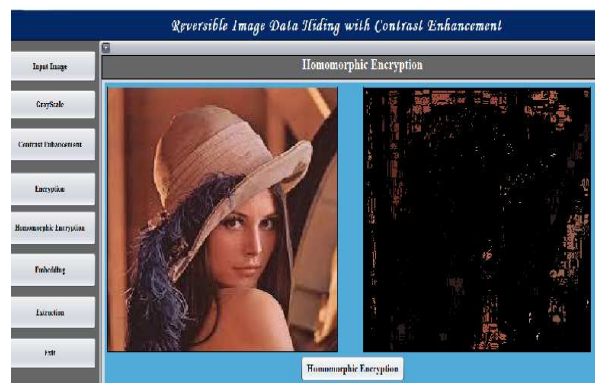 Reversible Image Data Hiding with Contrast Enhancement
Homomorphic Encryption
Input Image
GrayScale
Contrast Enhancement
Encryption
Homomorphic Encryption
Embedding
Extraction
Exit
Homomorphic Encryption